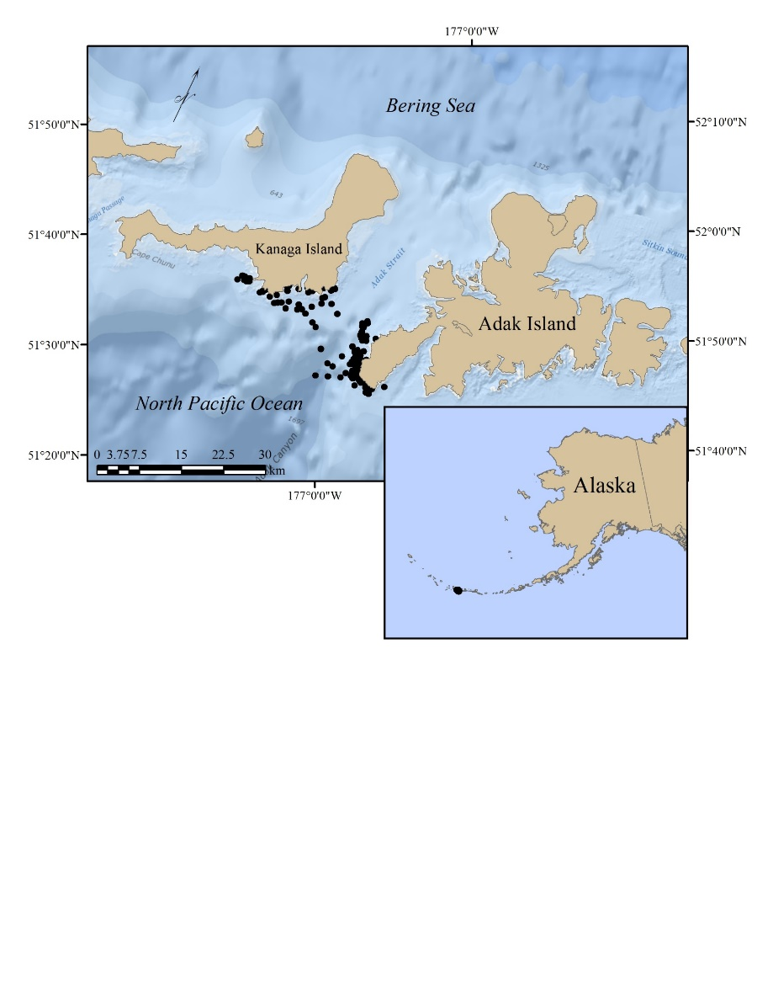 177°0'0"W
N
Bering Sea
51°50'0"N
52°10'0"N
1325
643
Passage
51°40'0"N
52°0'0"N
Kanaga Island
Sitkin Sound
Cape Chunu
Adak Strait
Adak Island
51°30'0"N
51°50'0"N
North Pacific Ocean
1697
Canyon
51°20'0"N
51°40'0"N
0 3.75 7.5 15 22.5 30
km
177°0'0"W
Alaska